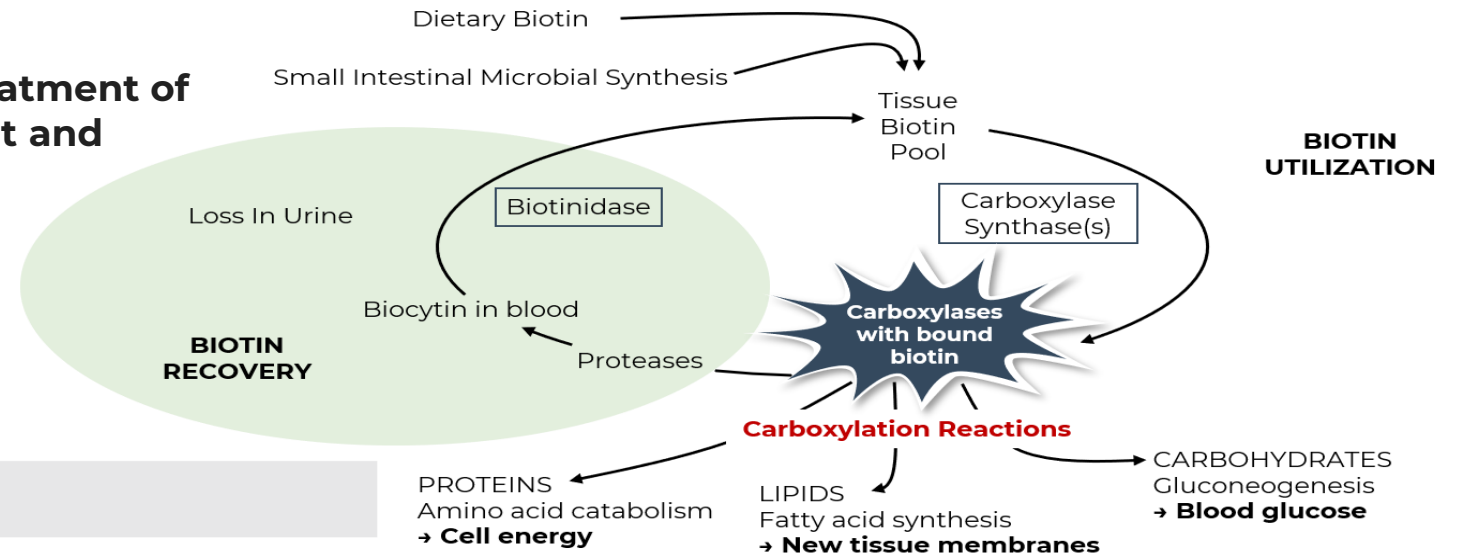 Dietary Biotin
Small Intestinal Microbial Synthesis
atment of
t and
Tissue
Biotin
Pool
BIOTIN
UTILIZATION
Loss In Urine
Biotinidase
Carboxylase
Synthase(s)
Biocytin in blood
BIOTIN
RECOVERY
Proteases
Carboxylases
with bound
biotin
Carboxylation Reactions
PROTEINS
Amino acid catabolism
→ Cell energy
LIPIDS
Fatty acid synthesis
→ New tissue membranes
CARBOHYDRATES
Gluconeogenesis
→ Blood glucose